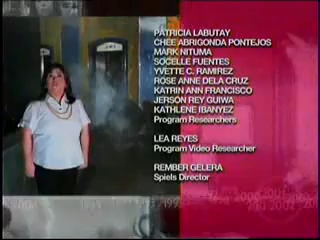 PATRICIA LABUTAY
CHEE ABRIGONDA PONTEJOS
MARK NITUMA
SOCELLE FUENTES
YVETTE C. RAMIREZ
ROSE ANNE DELA CRUZ
KATRIN ANN FRANCISCO
JERSON REY GUIWA
KATHLENE IBANYEZ
Program Researchers
LEA REYES
Program Video Researcher
REMBER GELERA
Spiels Director